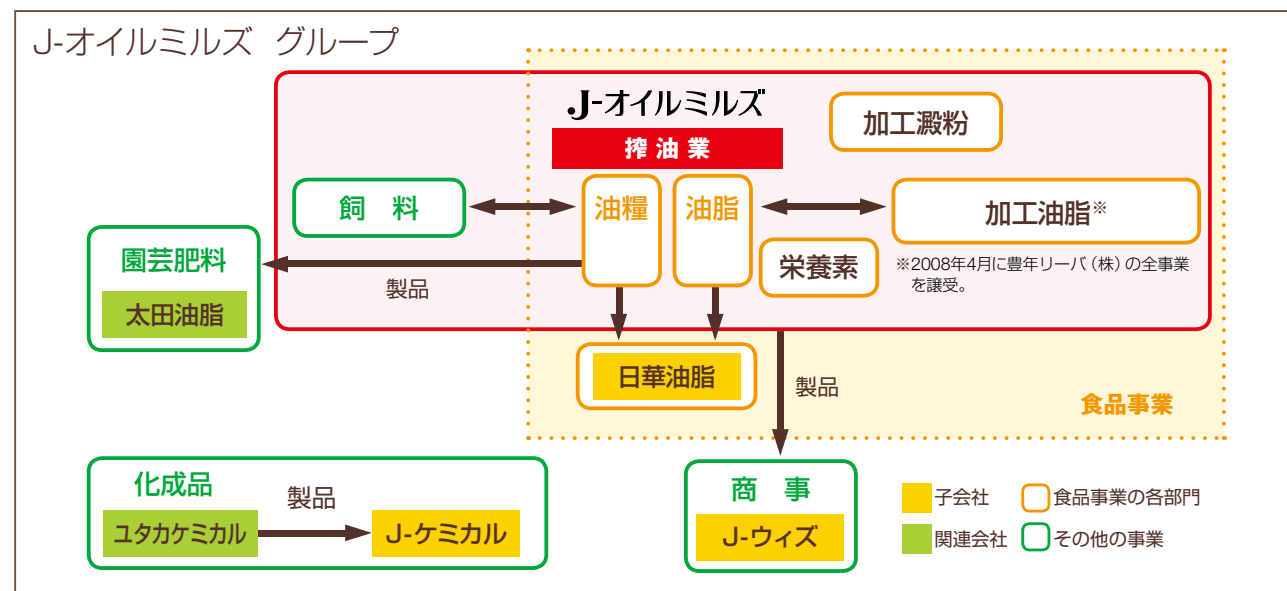 J-オイルミルズ グループ
J-オイルミルズ
搾油業
加工澱粉
飼 料
油糧
油脂
加工油脂※
栄養素
※2008年4月に豊年リーバ（株）の全事業
を譲受。
園芸肥料
太田油脂
製品
日華油脂
製品
食品事業
化成品
ユタカケミカル
製品
J-ケミカル
商 事
J-ウィズ
子会社
食品事業の各部門
関連会社
その他の事業